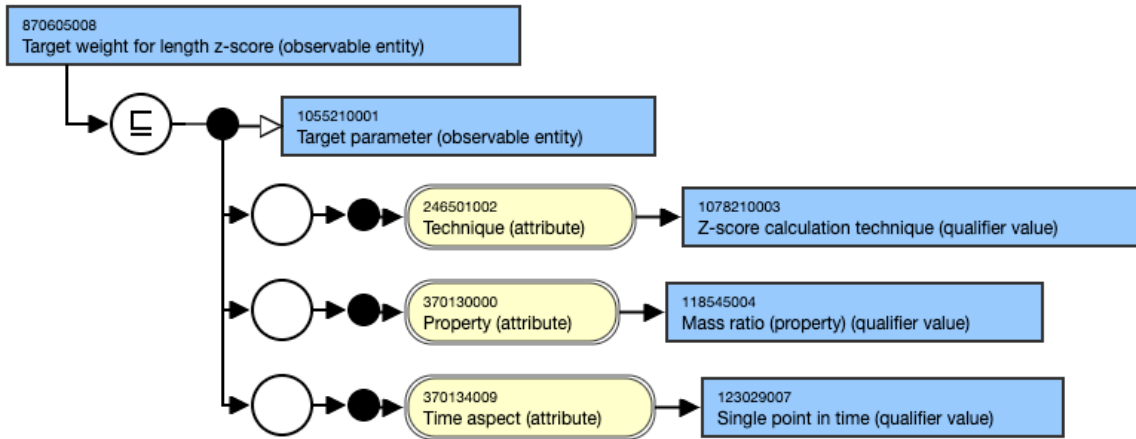 870605008
Target weight for length z-score (observable entity)
⊑
1055210001
Target parameter (observable entity)
246501002
Technique (attribute)
1078210003
Z-score calculation technique (qualifier value)
370130000
Property (attribute)
118545004
Mass ratio (property) (qualifier value)
370134009
Time aspect (attribute)
123029007
Single point in time (qualifier value)